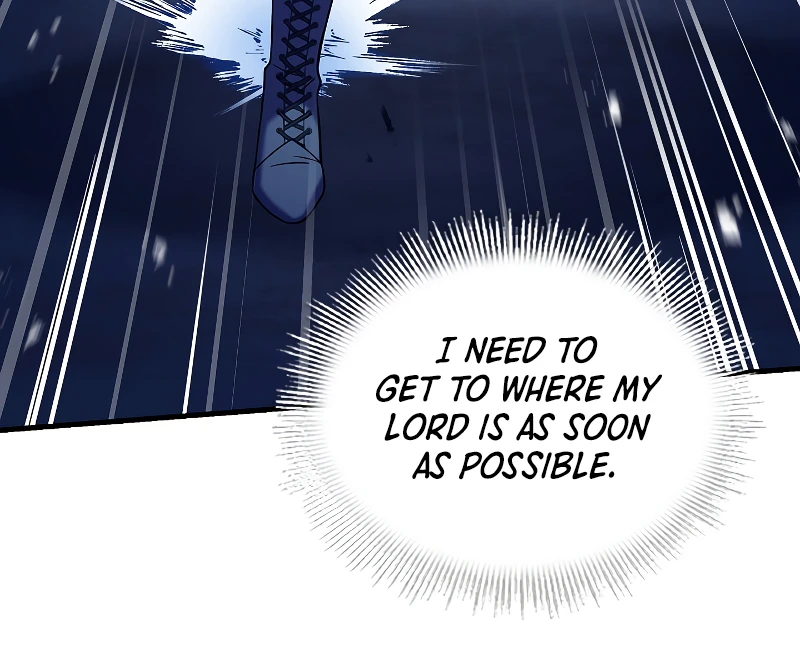 I NEED TO
GET TO WHERE MY
LORD IS AS SOON
AS POSSIBLE.